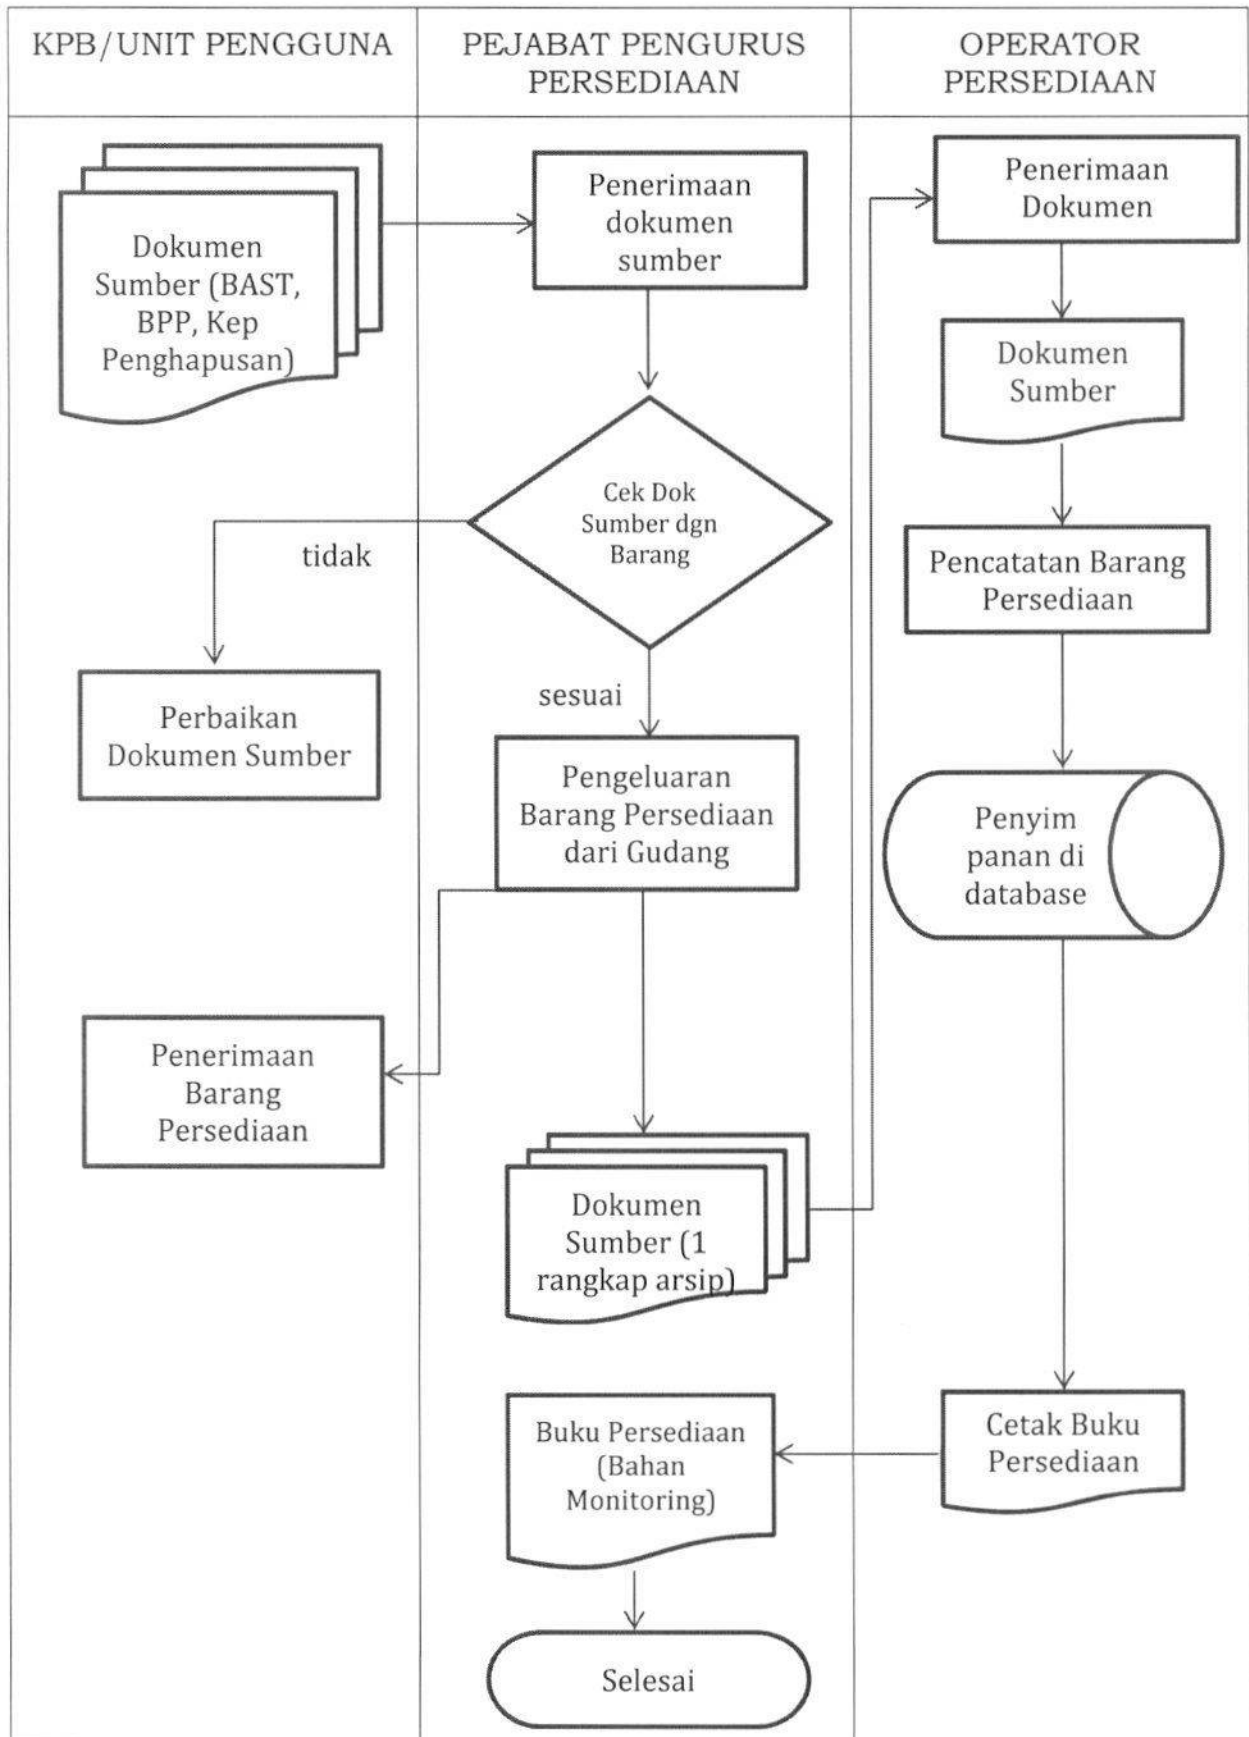 KPB/UNIT PENGGUNA
PEJABAT PENGURUS
PERSEDIAAN
OPERATOR
PERSEDIAAN
Dokumen
Sumber (BAST,
BPP, Kep
Penghapusan)
Penerimaan
dokumen
sumber
Penerimaan
Dokumen
Dokumen
Sumber
Cek Dok
Sumber dgn
Barang
tidak
sesuai
Pencatatan Barang
Persediaan
Perbaikan
Dokumen Sumber
Pengeluaran
Barang Persediaan
dari Gudang
Penyim
panan di
database
Penerimaan
Barang
Persediaan
Dokumen
Sumber (1
rangkap arsip)
Buku Persediaan
(Bahan
Monitoring)
Cetak Buku
Persediaan
Selesai